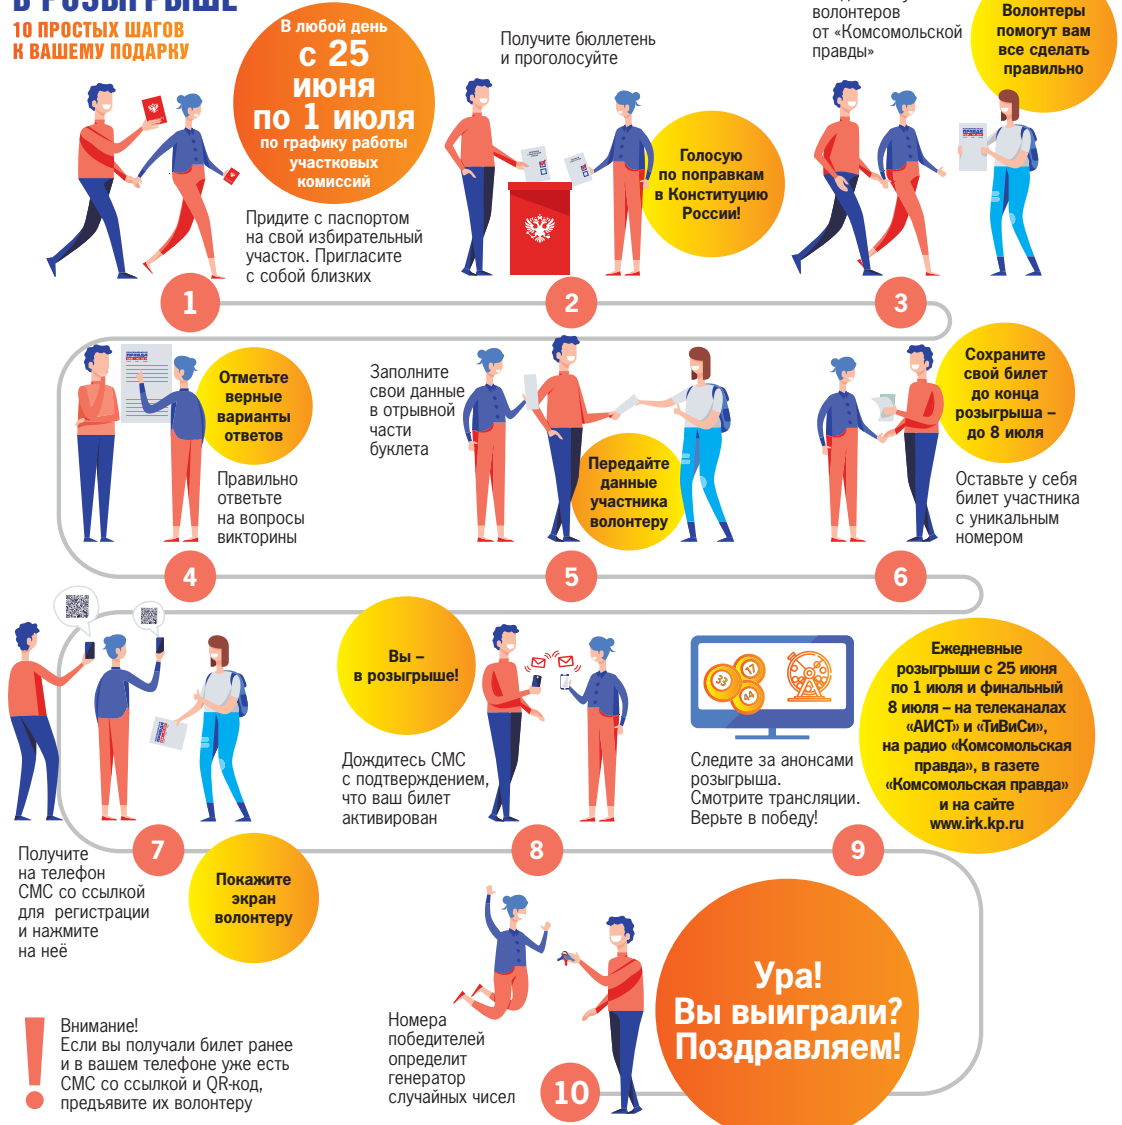 В РОЗЫГРЫШЕ
10 ПРОСТЫХ ШАГОВ
К ВАШЕМУ ПОДАРКУ
В любой день
с 25
июня
по 1 июля
по графику работы
участковых
комиссий
Придите с паспортом
на свой избирательный
участок. Пригласите
с собой близких
1
Получите бюллетень
и проголосуйте
Голосую
по поправкам
в Конституцию
России!
2
волонтеров
от «Комсомольской
правды»
Волонтеры
помогут вам
все сделать
правильно
3
Отметьте
верные
варианты
ответов
Правильно
ответьте
на вопросы
викторины
4
Заполните
свои данные
в отрывной
части
буклета
Передайте
данные
участника
волонтеру
5
Сохраните
свой билет
до конца
розыгрыша –
до 8 июля
Оставьте у себя
билет участника
с уникальным
номером
6
7
Получите
на телефон
СМС со ссылкой
для регистрации
и нажмите
на неё
Покажите
экран
волонтеру
Вы –
в розыгрыше!
Дождитесь СМС
с подтверждением,
что ваш билет
активирован
8
33
17
44
Следите за анонсами
розыгрыша.
Смотрите трансляции.
Верьте в победу!
Ежедневные
розыгрыши с 25 июня
по 1 июля и финальный
8 июля – на телеканалах
«АИСТ» и «ТиВиСи»,
на радио «Комсомольская
правда», в газете
«Комсомольская правда»
и на сайте
www.irk.kp.ru
9
Номера
победителей
определит
генератор
случайных чисел
10
Ура!
Вы выиграли?
Поздравляем!
Внимание!
Если вы получали билет ранее
и в вашем телефоне уже есть
СМС со ссылкой и QR-код,
предъявите их волонтеру